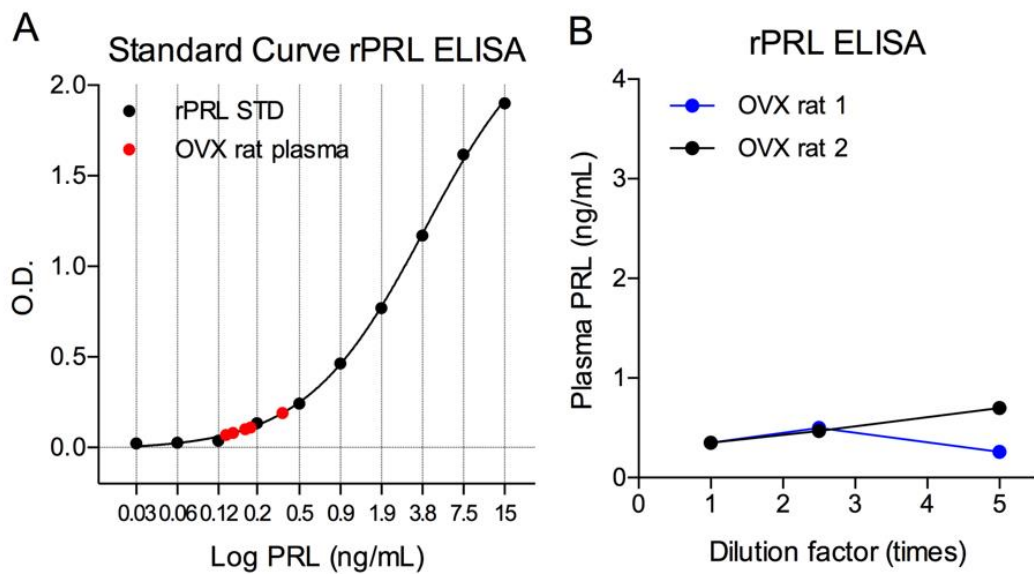 A
Standard Curve rPRL ELISA
2.0
1.5
1.0
0.5
0.0
O.D.
rPRL STD
OVX rat plasma
0.03 0.06 0.12 0.2 0.5 0.9 1.9 3.8 7.5 15
Log PRL (ng/mL)
B
rPRL ELISA
4
3
2
1
0
Plasma PRL (ng/mL)
OVX rat 1
OVX rat 2
0 1 2 3 4 5
Dilution factor (times)